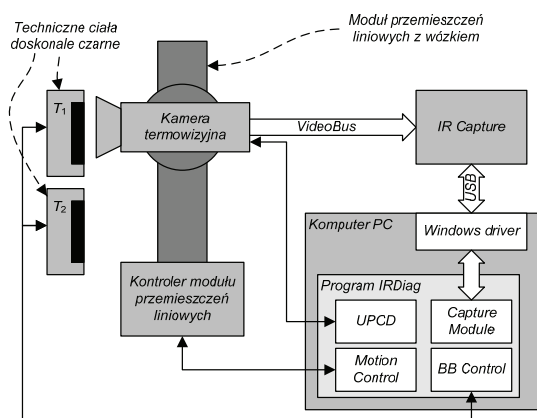 Techniczne ciała
doskonale czarne
Moduł przemieszczeń
liniowych z wózkiem
T1
Kamera
termowizyjna
VideoBus
IR Capture
T2
USB
Komputer PC
Windows driver
Kontroler modułu
przemieszczeń
liniowych
Program IRDiag
UPCD
Capture
Module
Motion
Control
BB Control